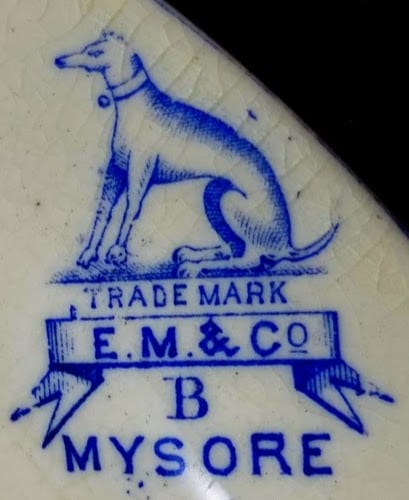 TRADE MARK
E. M. & Cº
B
MYSORE